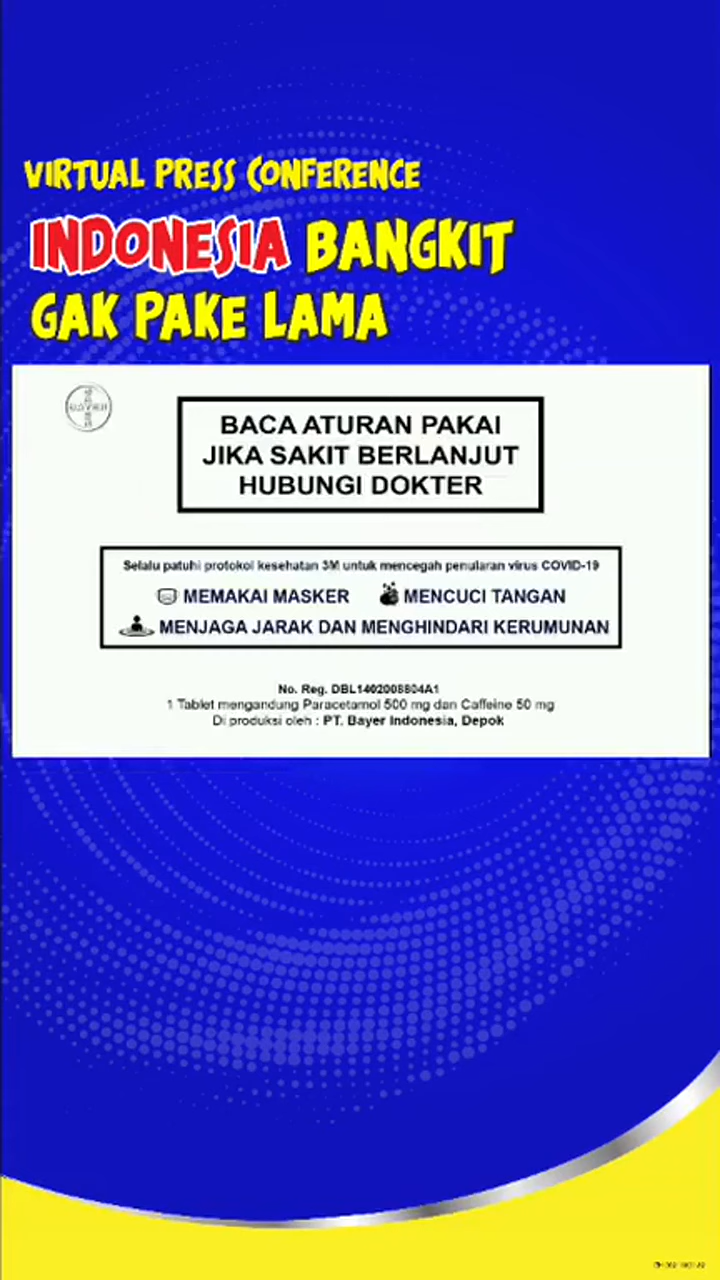 VIRTUAL PRESS CONFERENCE
INDONESIA BANGKIT
GAK PAKE LAMA
BAYER
BACA ATURAN PAKAI
JIKA SAKIT BERLANJUT
HUBUNGI DOKTER
Selalu patuhi protokol kesehatan 3M untuk mencegah penularan virus COVID-19
MEMAKAI MASKER MENCUCI TANGAN
MENJAGA JARAK DAN MENGHINDARI KERUMUNAN
No. Reg. DBL1402008804A1
1 Tablet mengandung Paracetamol 500 mg dan Caffeine 50 mg
Di produksi oleh : PT. Bayer Indonesia, Depok